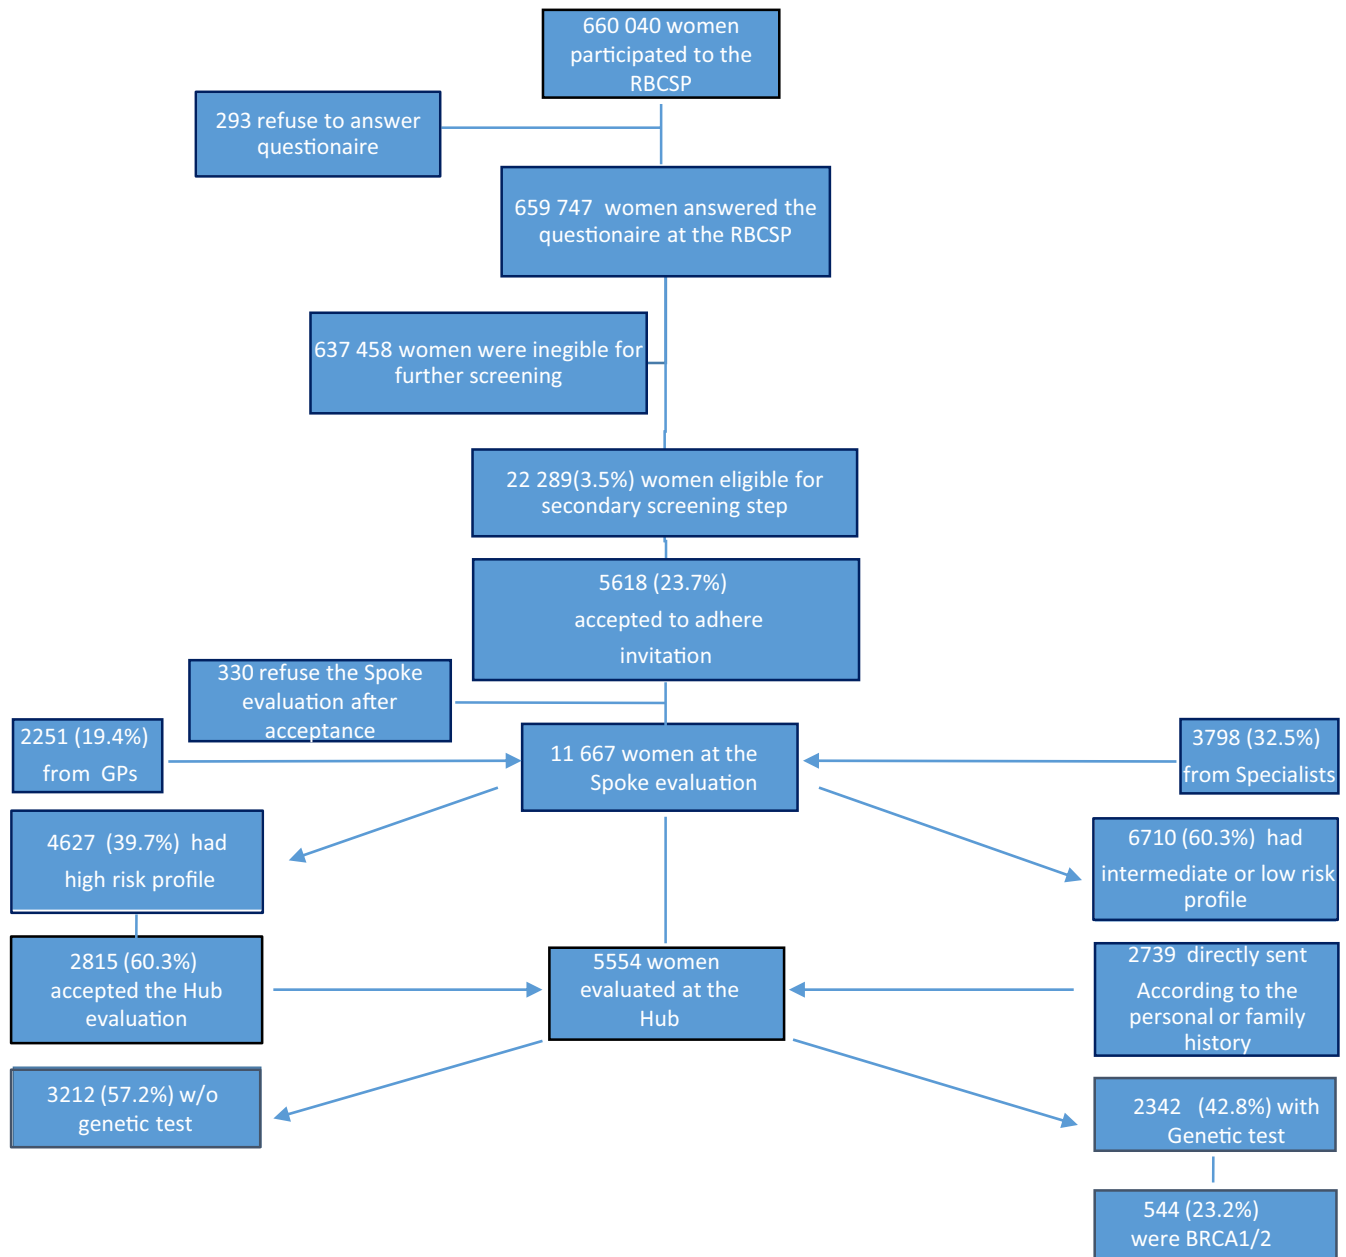 660 040 women
participated to the
RBCSP
293 refuse to answer
questionaire
659 747 women answered the
questionaire at the RBCSP
637 458 women were inegible for
further screening
22 289(3.5%) women eligible for
secondary screening step
5618 (23.7%)
accepted to adhere
invitation
330 refuse the Spoke
evaluation after
acceptance
2251 (19.4%)
from GPs
11 667 women at the
Spoke evaluation
3798 (32.5%)
from Specialists
4627 (39.7%) had
high risk profile
6710 (60.3%) had
intermediate or low risk
profile
2815 (60.3%)
accepted the Hub
evaluation
5554 women
evaluated at the
Hub
2739 directly sent
According to the
personal or family
history
3212 (57.2%) w/o
genetic test
2342 (42.8%) with
Genetic test
544 (23.2%)
were BRCA1/2